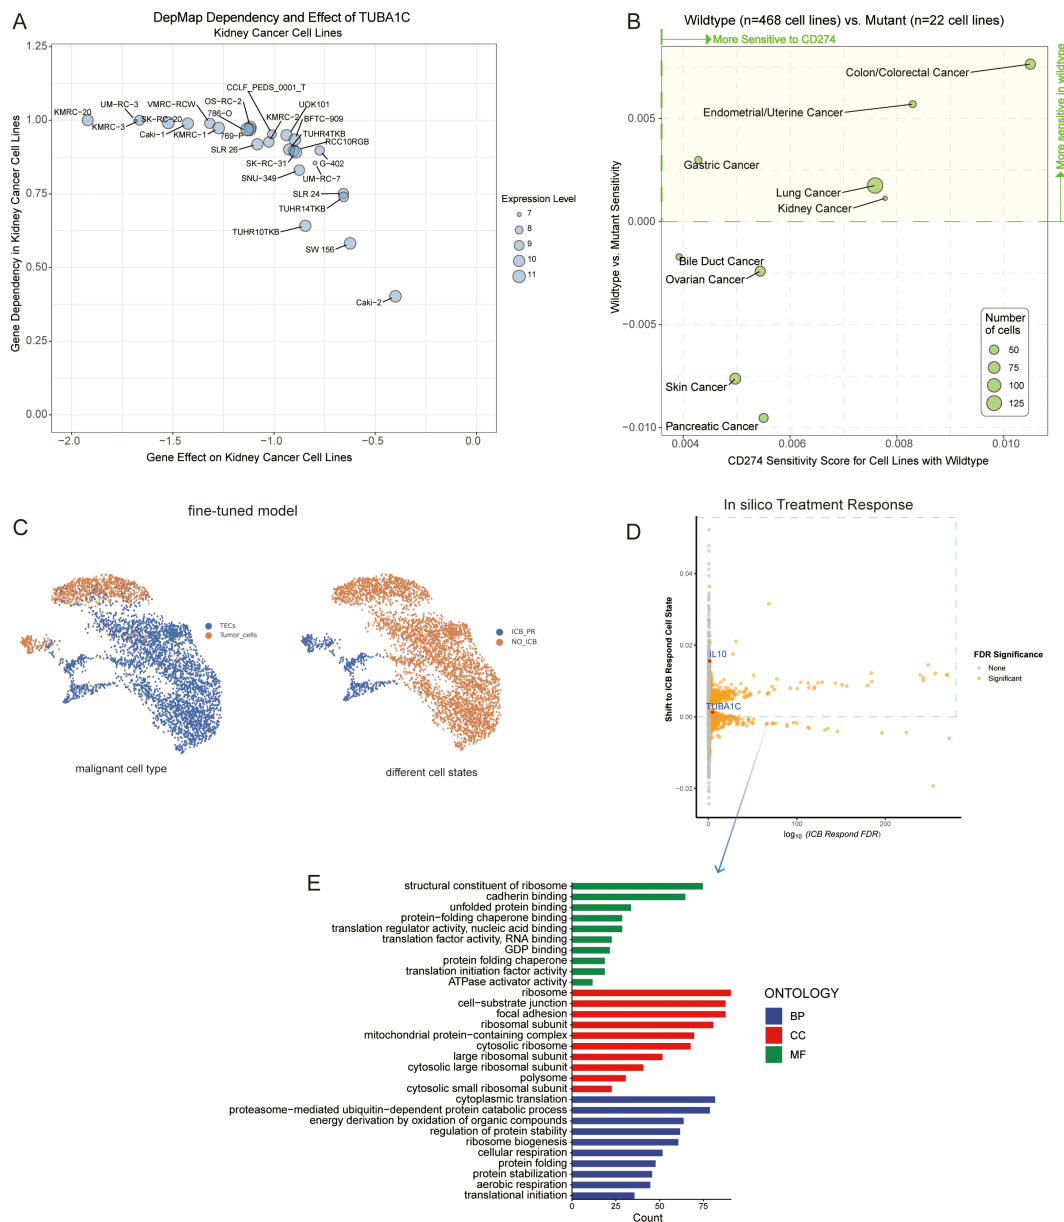 A
DepMap Dependency and Effect of TUBA1C
Kidney Cancer Cell Lines
Gene Dependency in Kidney Cancer Cell Lines
1.25
1.00
0.75
0.50
0.25
0.00
−2.0
−1.5
−1.0
−0.5
0.0
Gene Effect on Kidney Cancer Cell Lines
KMRC-20
UM-RC-3
KMRC-3
VMRC-RCW
SK-RC-20
Caki-1
KMRC-1
OS-RC-2
786-O
769-P
CCLF_PEDS_0001_T
KMRC-2
UOK101
BFTC-909
TUHR4TKB
RCC10RGB
SLR 26
SK-RC-31
G-402
SNU-349
UM-RC-7
SLR 24
TUHR14TKB
TUHR10TKB
SW 156
Caki-2
Expression Level
7
8
9
10
11
B
Wildtype (n=468 cell lines) vs. Mutant (n=22 cell lines)
More Sensitive to CD274
More sensitive in wildtype
Wildtype vs. Mutant Sensitivity
0.005
0.000
−0.005
−0.010
0.004
0.006
0.008
0.010
CD274 Sensitivity Score for Cell Lines with Wildtype
Colon/Colorectal Cancer
Endometrial/Uterine Cancer
Gastric Cancer
Lung Cancer
Kidney Cancer
Bile Duct Cancer
Ovarian Cancer
Skin Cancer
Pancreatic Cancer
Number
of cells
50
75
100
125
C
fine-tuned model
TECs
Tumor_cells
malignant cell type
ICB_PR
NO_ICB
different cell states
D
In silico Treatment Response
Shift to ICB Respond Cell State
0.04
0.02
0.00
−0.02
0
100
200
log10 (ICB Respond FDR)
IL10
TUBA1C
FDR Significance
None
Significant
E
structural constituent of ribosome
cadherin binding
unfolded protein binding
protein−folding chaperone binding
translation regulator activity, nucleic acid binding
translation factor activity, RNA binding
GDP binding
protein folding chaperone
translation initiation factor activity
ATPase activator activity
ribosome
cell−substrate junction
focal adhesion
ribosomal subunit
mitochondrial protein−containing complex
cytosolic ribosome
large ribosomal subunit
cytosolic large ribosomal subunit
polysome
cytosolic small ribosomal subunit
cytoplasmic translation
proteasome−mediated ubiquitin−dependent protein catabolic process
energy derivation by oxidation of organic compounds
regulation of protein stability
ribosome biogenesis
cellular respiration
protein folding
protein stabilization
aerobic respiration
translational initiation
0
25
50
75
Count
ONTOLOGY
BP
CC
MF